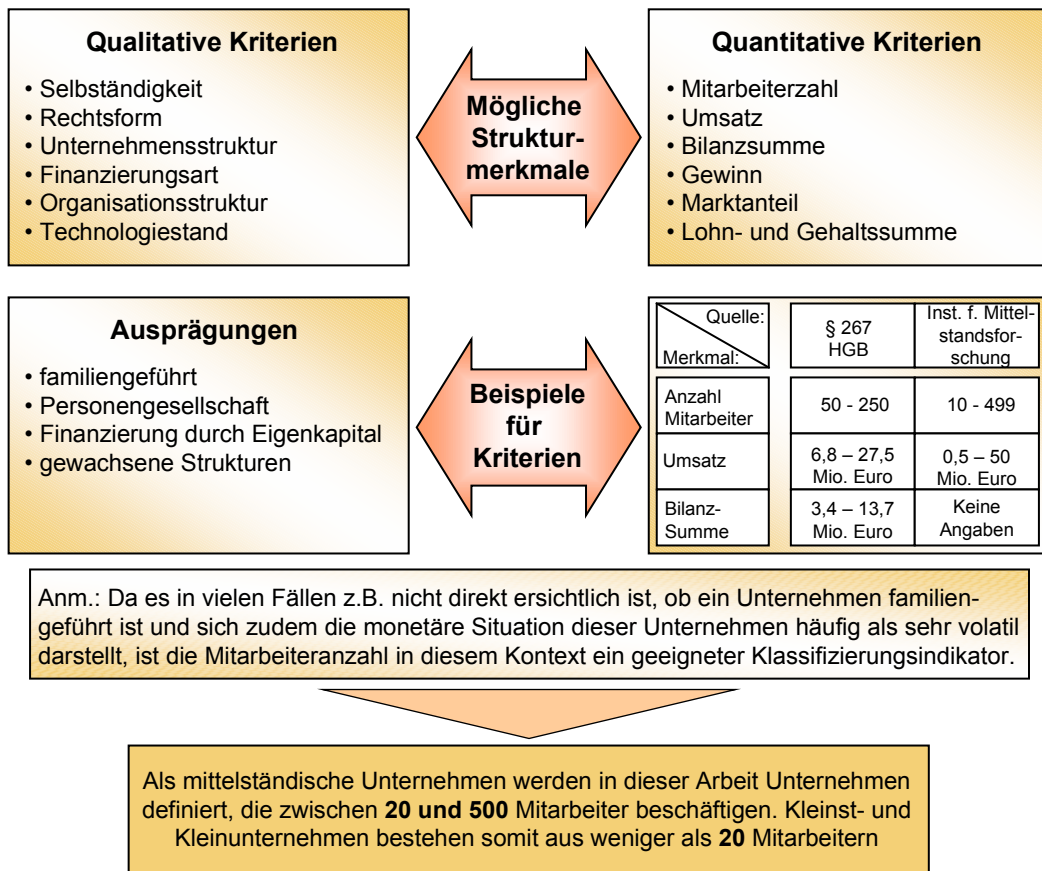 Qualitative Kriterien
• Selbständigkeit
• Rechtsform
• Unternehmensstruktur
• Finanzierungsart
• Organisationsstruktur
• Technologiestand
Mögliche
Struktur-
merkmale
Quantitative Kriterien
• Mitarbeiterzahl
• Umsatz
• Bilanzsumme
• Gewinn
• Marktanteil
• Lohn- und Gehaltssumme
Ausprägungen
• familiengeführt
• Personengesellschaft
• Finanzierung durch Eigenkapital
• gewachsene Strukturen
Beispiele
für
Kriterien
Quelle:
Merkmal:
§ 267
HGB
Inst. f. Mittel-
standsfor-
schung
Anzahl
Mitarbeiter
50 - 250
10 - 499
Umsatz
6,8 – 27,5
Mio. Euro
0,5 – 50
Mio. Euro
Bilanz-
Summe
3,4 – 13,7
Mio. Euro
Keine
Angaben
Anm.: Da es in vielen Fällen z.B. nicht direkt ersichtlich ist, ob ein Unternehmen familien-
geführt ist und sich zudem die monetäre Situation dieser Unternehmen häufig als sehr volatil
darstellt, ist die Mitarbeiteranzahl in diesem Kontext ein geeigneter Klassifizierungsindikator.
Als mittelständische Unternehmen werden in dieser Arbeit Unternehmen
definiert, die zwischen 20 und 500 Mitarbeiter beschäftigen. Kleinst- und
Kleinunternehmen bestehen somit aus weniger als 20 Mitarbeitern